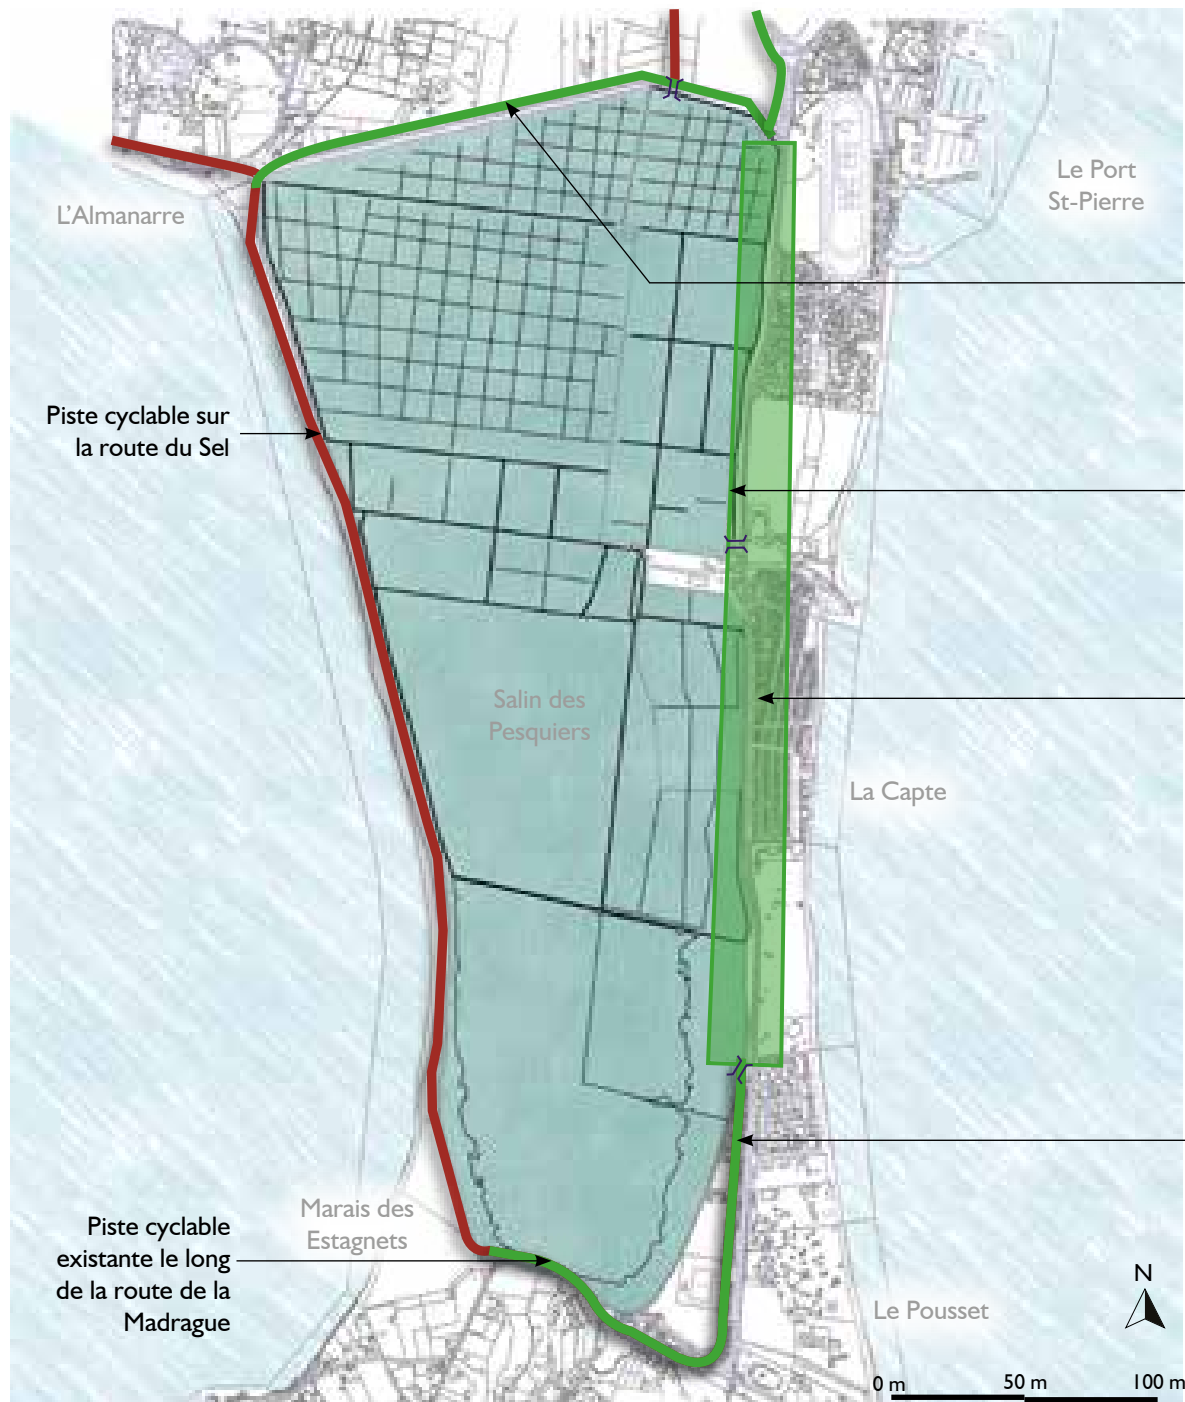 Le Port
St-Pierre
L'Almanarre
Piste cyclable sur
la route du Sel
Salin des
Pesquiers
La Capte
Marais des
Estagnets
Piste cyclable
existante le long
de la route de la
Madrague
Le Pousset
N
0 m
50 m
100 m